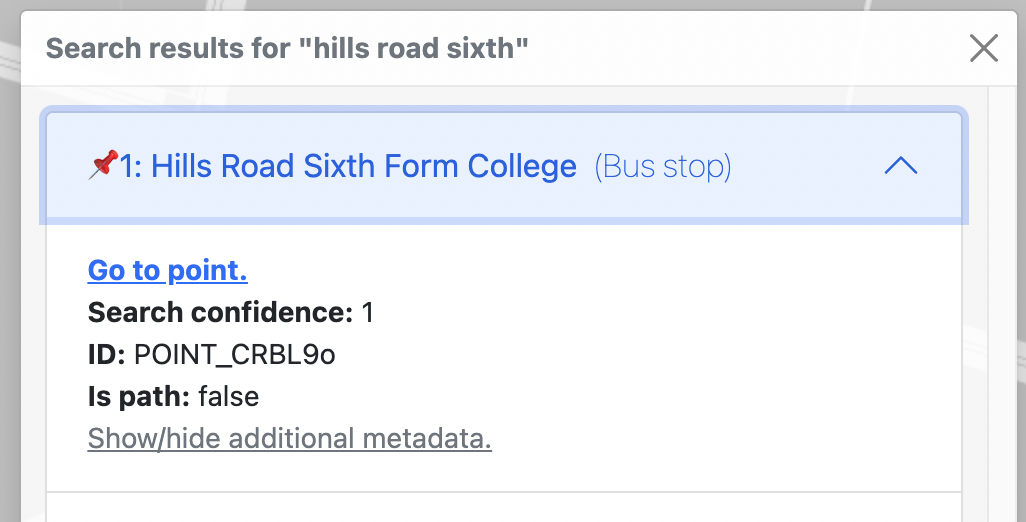 Search results for "hills road sixth"
📌1: Hills Road Sixth Form College (Bus stop)
Go to point.
Search confidence: 1
ID: POINT_CRBL9o
Is path: false
Show/hide additional metadata.